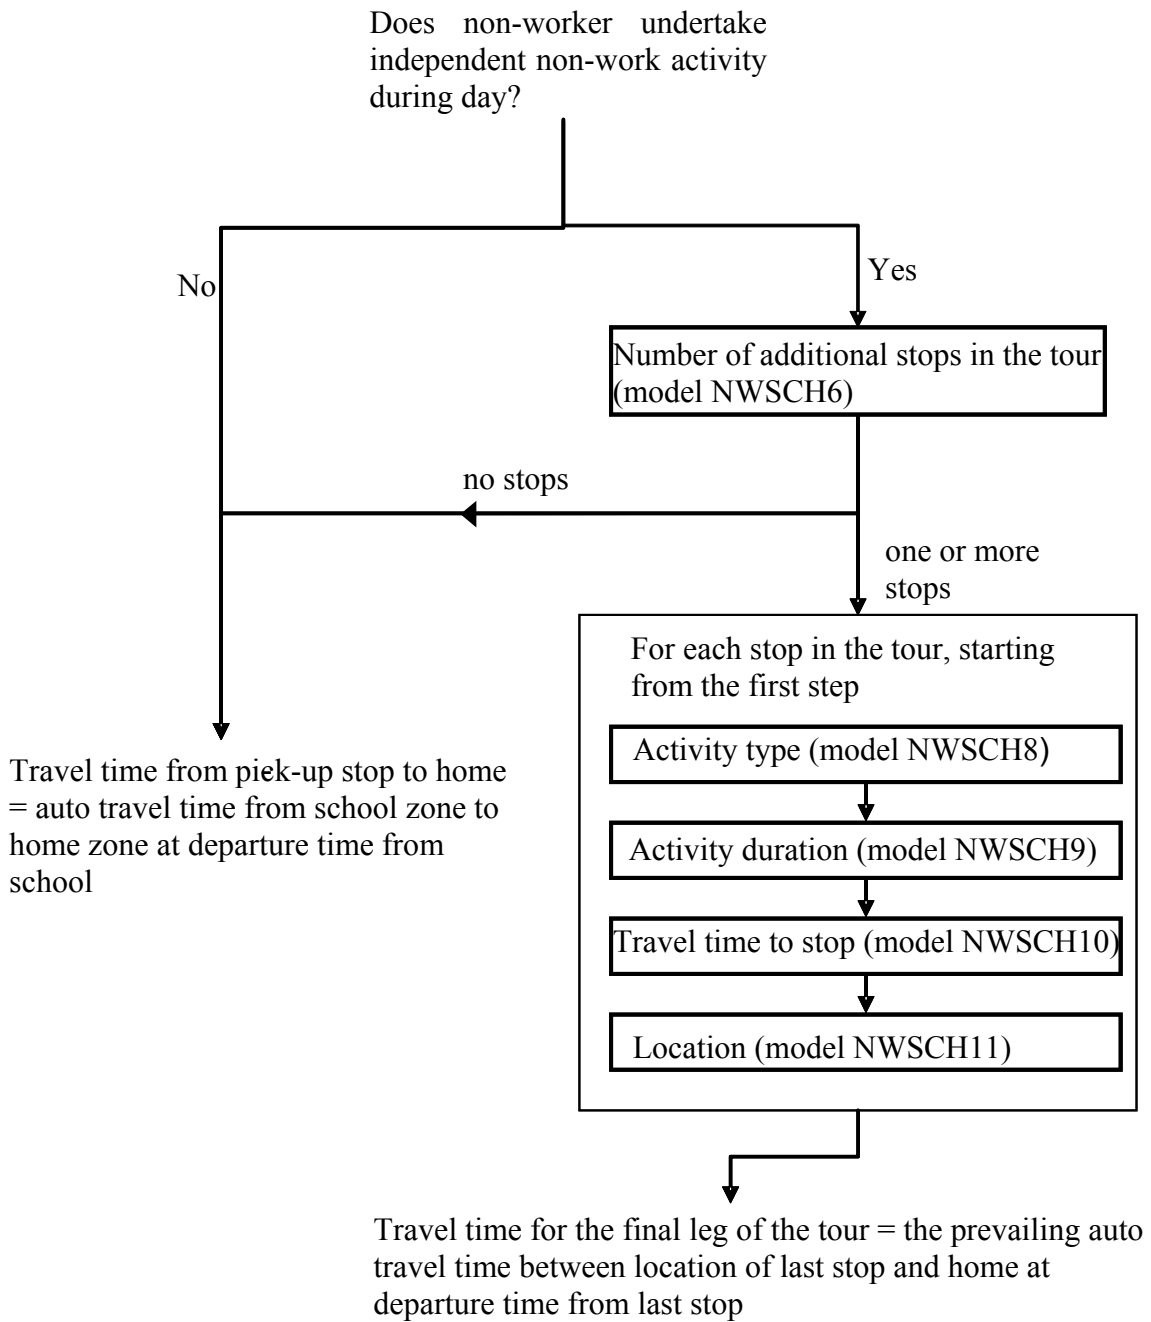 Does non-worker undertake
independent non-work activity
during day?
No
Yes
Number of additional stops in the tour
(model NWSCH6)
no stops
one or more
stops
For each stop in the tour, starting
from the first step
Activity type (model NWSCH8)
Activity duration (model NWSCH9)
Travel time to stop (model NWSCH10)
Location (model NWSCH11)
Travel time from pick-up stop to home
= auto travel time from school zone to
home zone at departure time from
school
Travel time for the final leg of the tour = the prevailing auto
travel time between location of last stop and home at
departure time from last stop